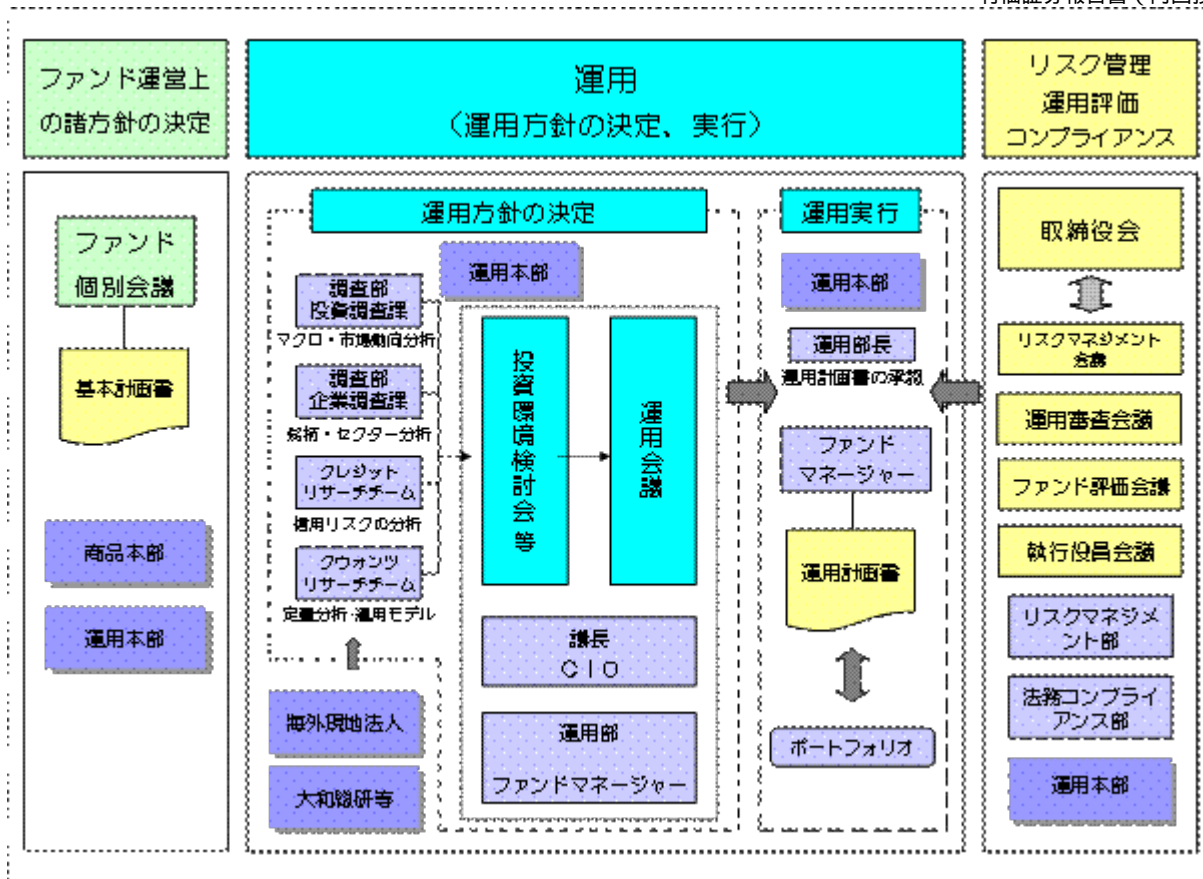 ファンド運営上
の諸方針の決定
運用
（運用方針の決定、実行）
リスク管理
運用評価
コンプライアンス
ファンド
個別会議
基本計画書
商品本部
運用本部
運用方針の決定
運用本部
調査部
投資調査課
マクロ・市場動向分析
調査部
企業調査課
銘柄・セクター分析
クレジット
リサーチチーム
信用リスクの分析
クウォンツ
リサーチチーム
定量分析・運用モデル
海外現地法人
大和総研等
投資環境検討会等
運用会議
議長
ＣＩＯ
運用部
ファンドマネージャー
運用実行
運用本部
運用部長
運用計画書の承認
ファンド
マネージャー
運用計画書
ポートフォリオ
取締役会
リスクマネジメント
会議
運用審査会議
ファンド評価会議
執行役員会議
リスクマネジメ
ント部
法務コンプライ
アンス部
運用本部